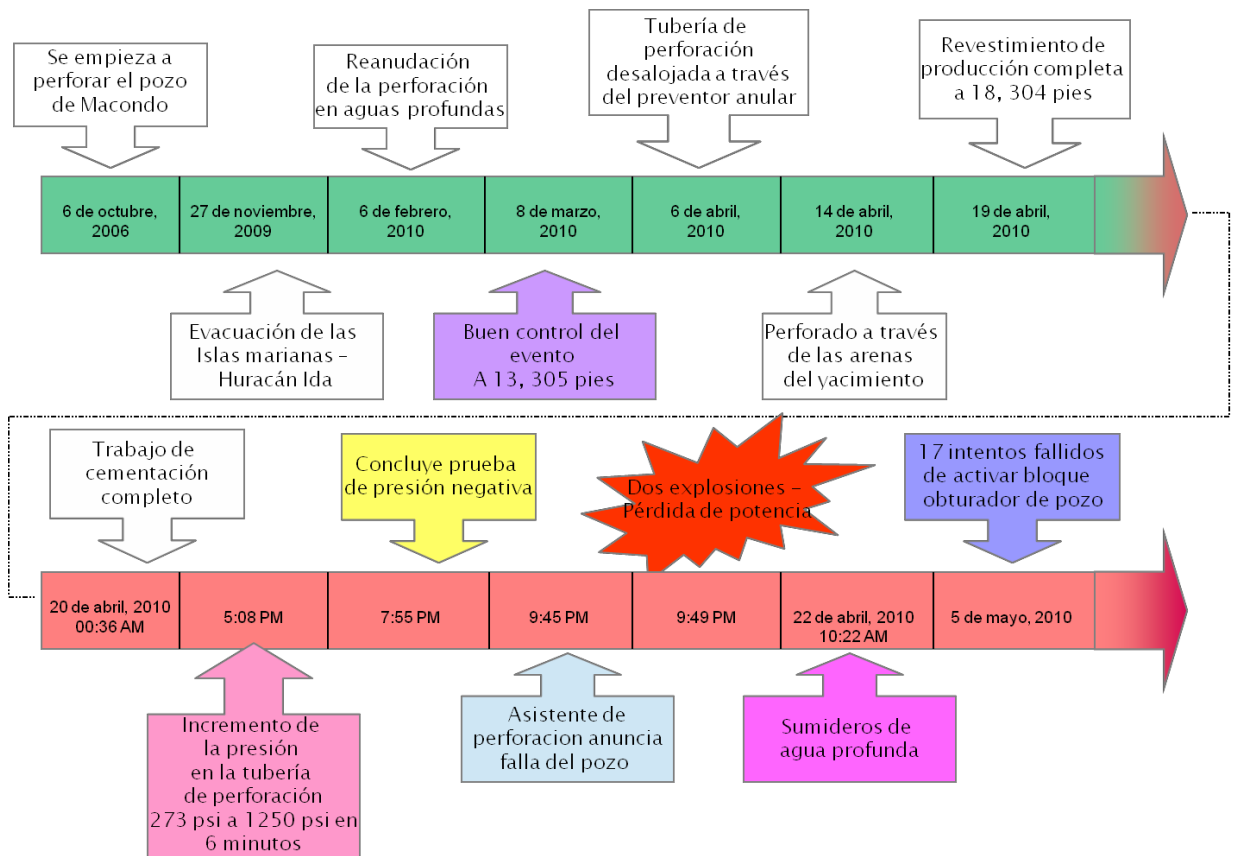 Se empieza a
perforar el pozo
de Macondo
Reanudación
de la perforación
en aguas profundas
Tubería de
perforación
desalojada a través
del preventor anular
Revestimiento de
producción completa
a 18, 304 pies
6 de octubre,
2006
27 de noviembre,
2009
6 de febrero,
2010
8 de marzo,
2010
6 de abril,
2010
14 de abril,
2010
19 de abril,
2010
Evacuación de las
Islas marianas –
Huracán Ida
Buen control del
evento
A 13, 305 pies
Perforado a través
de las arenas
del yacimiento
Trabajo de
cementación
completo
Concluye prueba
de presión negativa
Dos explosiones –
Pérdida de potencia
17 intentos fallidos
de activar bloque
obturador de pozo
20 de abril, 2010
00:36 AM
5:08 PM
7:55 PM
9:45 PM
9:49 PM
22 de abril, 2010
10:22 AM
5 de mayo, 2010
Incremento de
la presión
en la tubería
de perforación
273 psi a 1250 psi en
6 minutos
Asistente de
perforacion anuncia
falla del pozo
Sumideros de
agua profunda